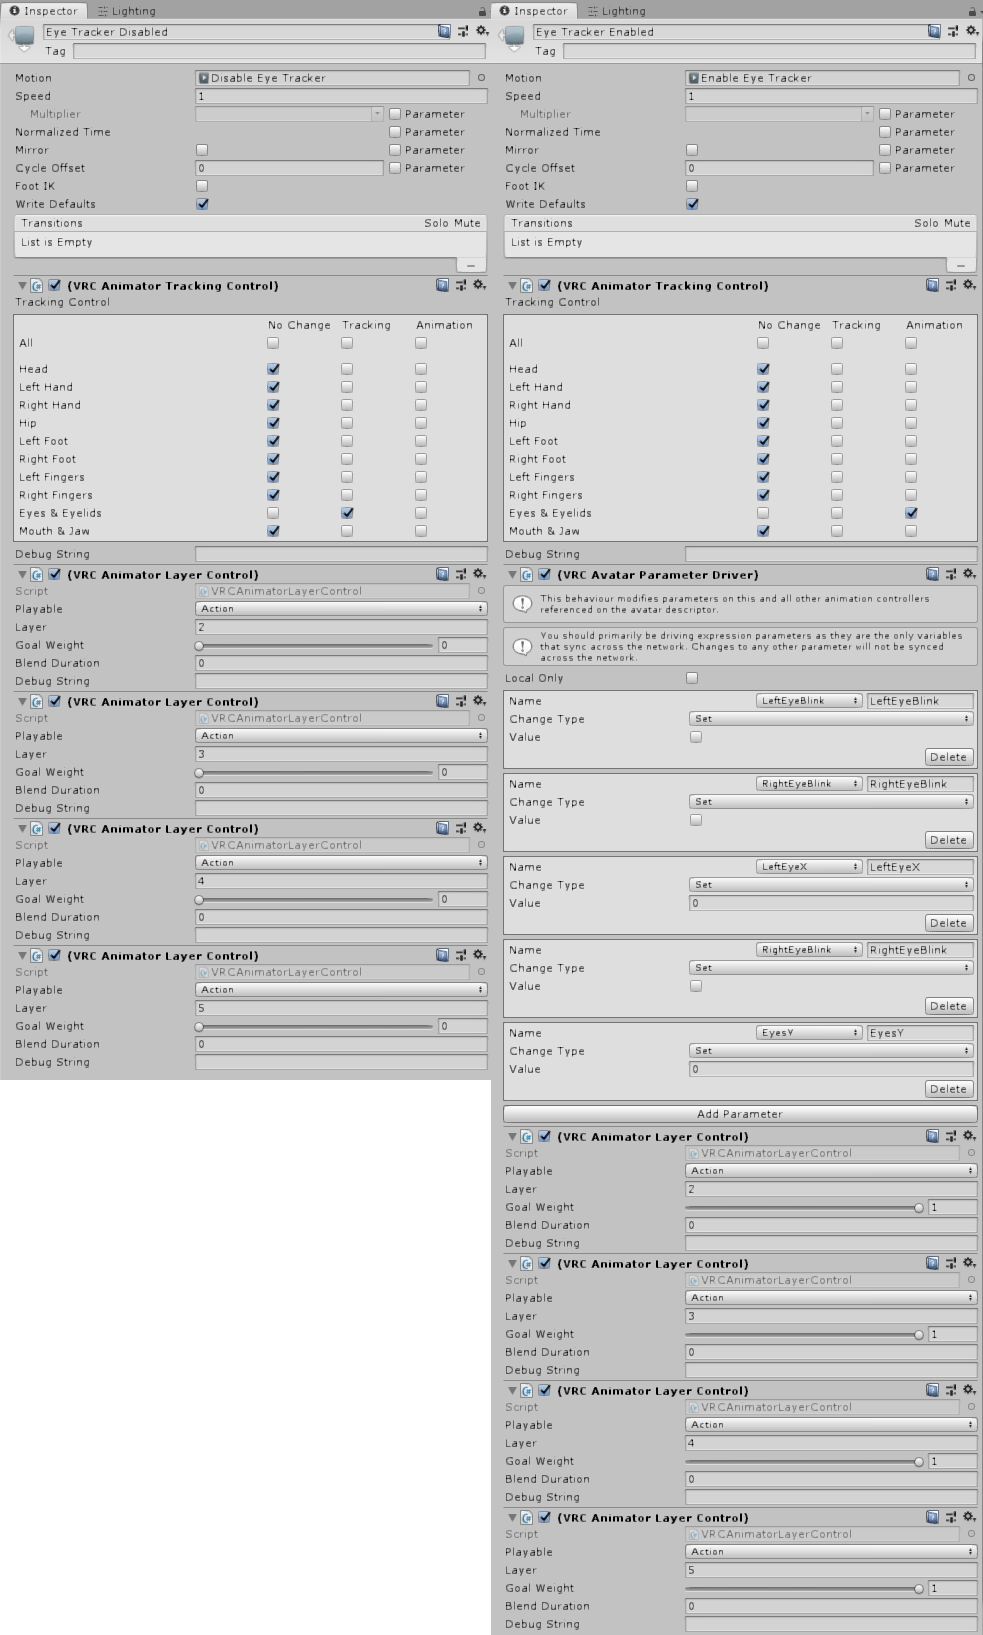 Inspector
Lighting
Eye Tracker Disabled
Tag
Motion
Disable Eye Tracker
Speed
1
Multiplier
Parameter
Normalized Time
Parameter
Mirror
Parameter
Cycle Offset
0
Parameter
Foot IK
Write Defaults
Transitions
Solo Mute
List is Empty
(VRC Animator Tracking Control)
Tracking Control
No Change Tracking Animation
All
Head
Left Hand
Right Hand
Hip
Left Foot
Right Foot
Left Fingers
Right Fingers
Eyes & Eyelids
Mouth & Jaw
Debug String
(VRC Animator Layer Control)
Script
VRCAnimatorLayerControl
Playable
Action
Layer
2
Goal Weight
0
Blend Duration
0
Debug String
(VRC Animator Layer Control)
Script
VRCAnimatorLayerControl
Playable
Action
Layer
3
Goal Weight
0
Blend Duration
0
Debug String
(VRC Animator Layer Control)
Script
VRCAnimatorLayerControl
Playable
Action
Layer
4
Goal Weight
0
Blend Duration
0
Debug String
(VRC Animator Layer Control)
Script
VRCAnimatorLayerControl
Playable
Action
Layer
5
Goal Weight
0
Blend Duration
0
Debug String
Inspector
Lighting
Eye Tracker Enabled
Tag
Motion
Enable Eye Tracker
Speed
1
Multiplier
Parameter
Normalized Time
Parameter
Mirror
Parameter
Cycle Offset
0
Parameter
Foot IK
Write Defaults
Transitions
Solo Mute
List is Empty
(VRC Animator Tracking Control)
Tracking Control
No Change Tracking Animation
All
Head
Left Hand
Right Hand
Hip
Left Foot
Right Foot
Left Fingers
Right Fingers
Eyes & Eyelids
Mouth & Jaw
Debug String
(VRC Avatar Parameter Driver)
This behaviour modifies parameters on this and all other animation controllers
referenced on the avatar descriptor.
You should primarily be driving expression parameters as they are the only variables
that sync across the network. Changes to any other parameter will not be synced
across the network.
Local Only
Name
LeftEyeBlink
LeftEyeBlink
Change Type
Set
Value
Delete
Name
RightEyeBlink
RightEyeBlink
Change Type
Set
Value
Delete
Name
LeftEyeX
LeftEyeX
Change Type
Set
Value
0
Delete
Name
RightEyeBlink
RightEyeBlink
Change Type
Set
Value
Delete
Name
EyesY
EyesY
Change Type
Set
Value
0
Delete
Add Parameter
(VRC Animator Layer Control)
Script
VRCAnimatorLayerControl
Playable
Action
Layer
2
Goal Weight
1
Blend Duration
0
Debug String
(VRC Animator Layer Control)
Script
VRCAnimatorLayerControl
Playable
Action
Layer
3
Goal Weight
1
Blend Duration
0
Debug String
(VRC Animator Layer Control)
Script
VRCAnimatorLayerControl
Playable
Action
Layer
4
Goal Weight
1
Blend Duration
0
Debug String
(VRC Animator Layer Control)
Script
VRCAnimatorLayerControl
Playable
Action
Layer
5
Goal Weight
1
Blend Duration
0
Debug String